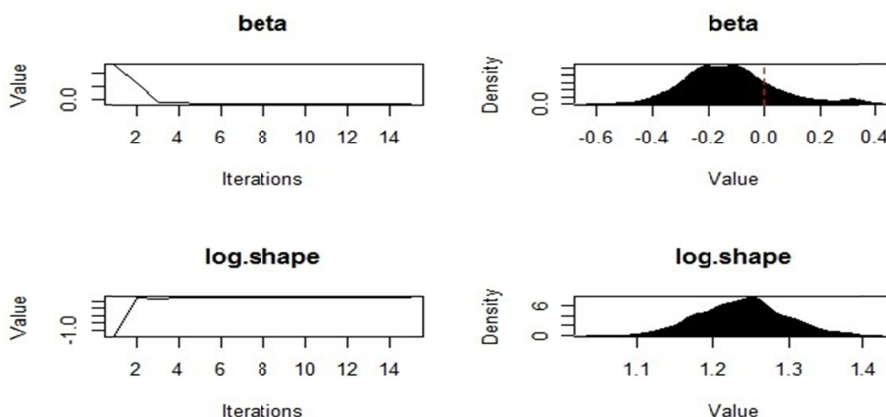 beta
Value
0.0
2 4 6 8 10 12 14
Iterations
beta
Density
0.0
-0.6 -0.4 -0.2 0.0 0.2 0.4
Value
log.shape
Value
-1.0
2 4 6 8 10 12 14
Iterations
log.shape
Density
6
0
1.1 1.2 1.3 1.4
Value